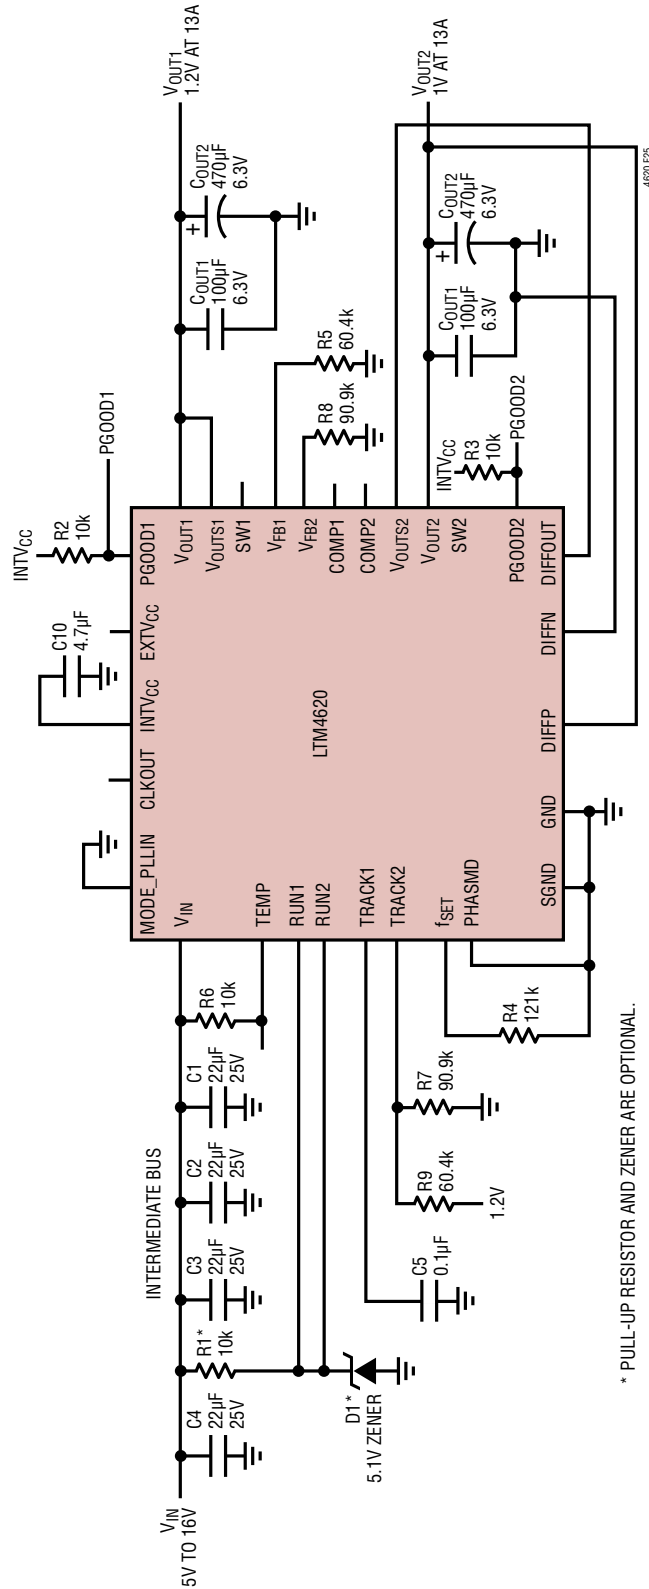 V_IN
5V TO 16V
C4
22µF
25V
R1*
10k
C3
22µF
25V
C2
22µF
25V
C1
22µF
25V
R6
10k
INTERMEDIATE BUS
D1*
5.1V ZENER
C5
0.1µF
R9
60.4k
1.2V
R7
90.9k
R4
121k
* PULL-UP RESISTOR AND ZENER ARE OPTIONAL.
MODE_PLLIN
CLKOUT
INTVCC
EXTVCC
PGOOD1
VIN
TEMP
RUN1
RUN2
TRACK1
TRACK2
fSET
PHASMD
LTM4620
VOUT1
VOUTS1
SW1
VFB1
VFB2
COMP1
COMP2
VOUTS2
VOUT2
SW2
PGOOD2
SGND
GND
DIFFP
DIFFN
DIFFOUT
C10
4.7µF
INTVCC
R2
10k
PGOOD1
COUT1
100µF
6.3V
COUT2
470µF
6.3V
+
VOUT1
1.2V AT 13A
R5
60.4k
R8
90.9k
INTVCC
R3
10k
PGOOD2
COUT1
100µF
6.3V
COUT2
470µF
6.3V
+
VOUT2
1V AT 13A
4620 F25